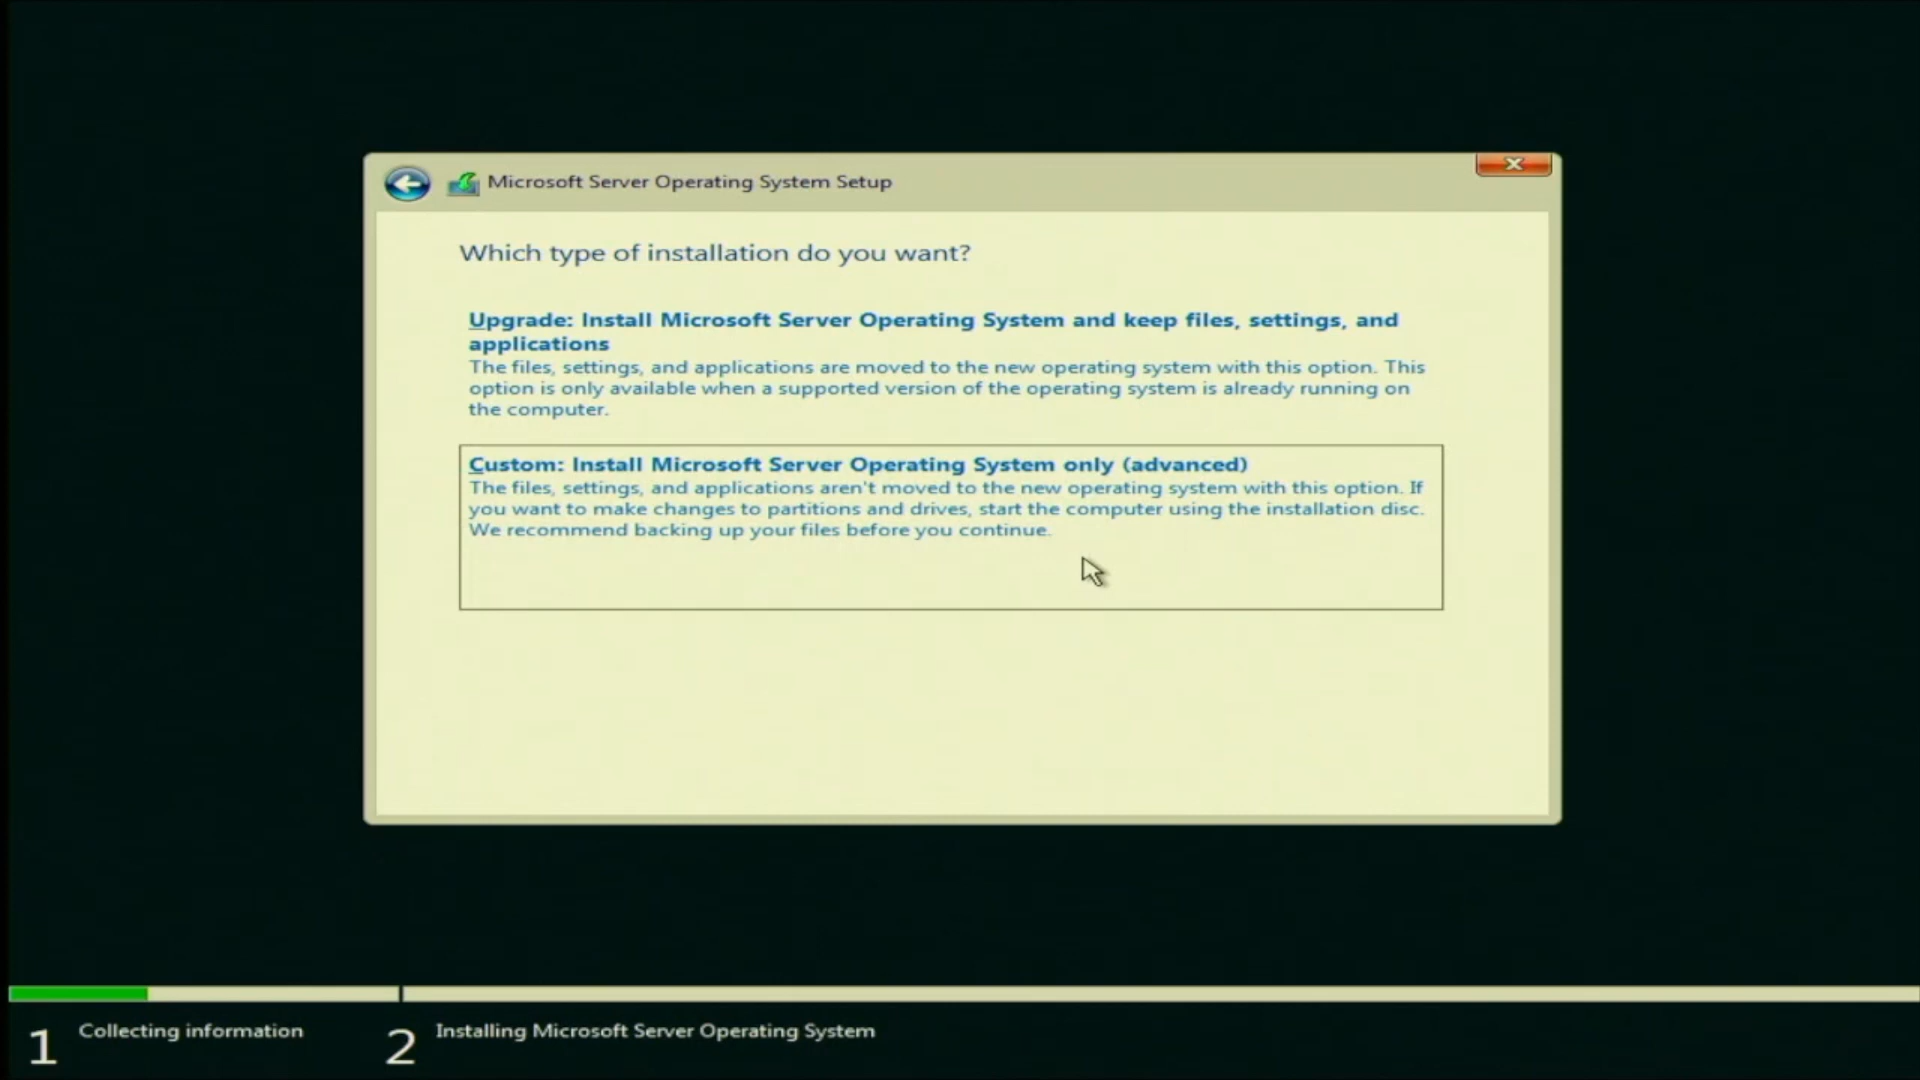 Microsoft Server Operating System Setup
Which type of installation do you want?
Upgrade: Install Microsoft Server Operating System and keep files, settings, and
applications
The files, settings, and applications are moved to the new operating system with this option. This
option is only available when a supported version of the operating system is already running on
the computer.
Custom: Install Microsoft Server Operating System only (advanced)
The files, settings, and applications aren't moved to the new operating system with this option. If
you want to make changes to partitions and drives, start the computer using the installation disc.
We recommend backing up your files before you continue.
1 Collecting information
2 Installing Microsoft Server Operating System